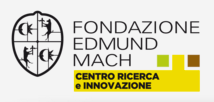 FONDAZIONE
EDMUND
MACH
CENTRO RICERCA
e INNOVAZIONE